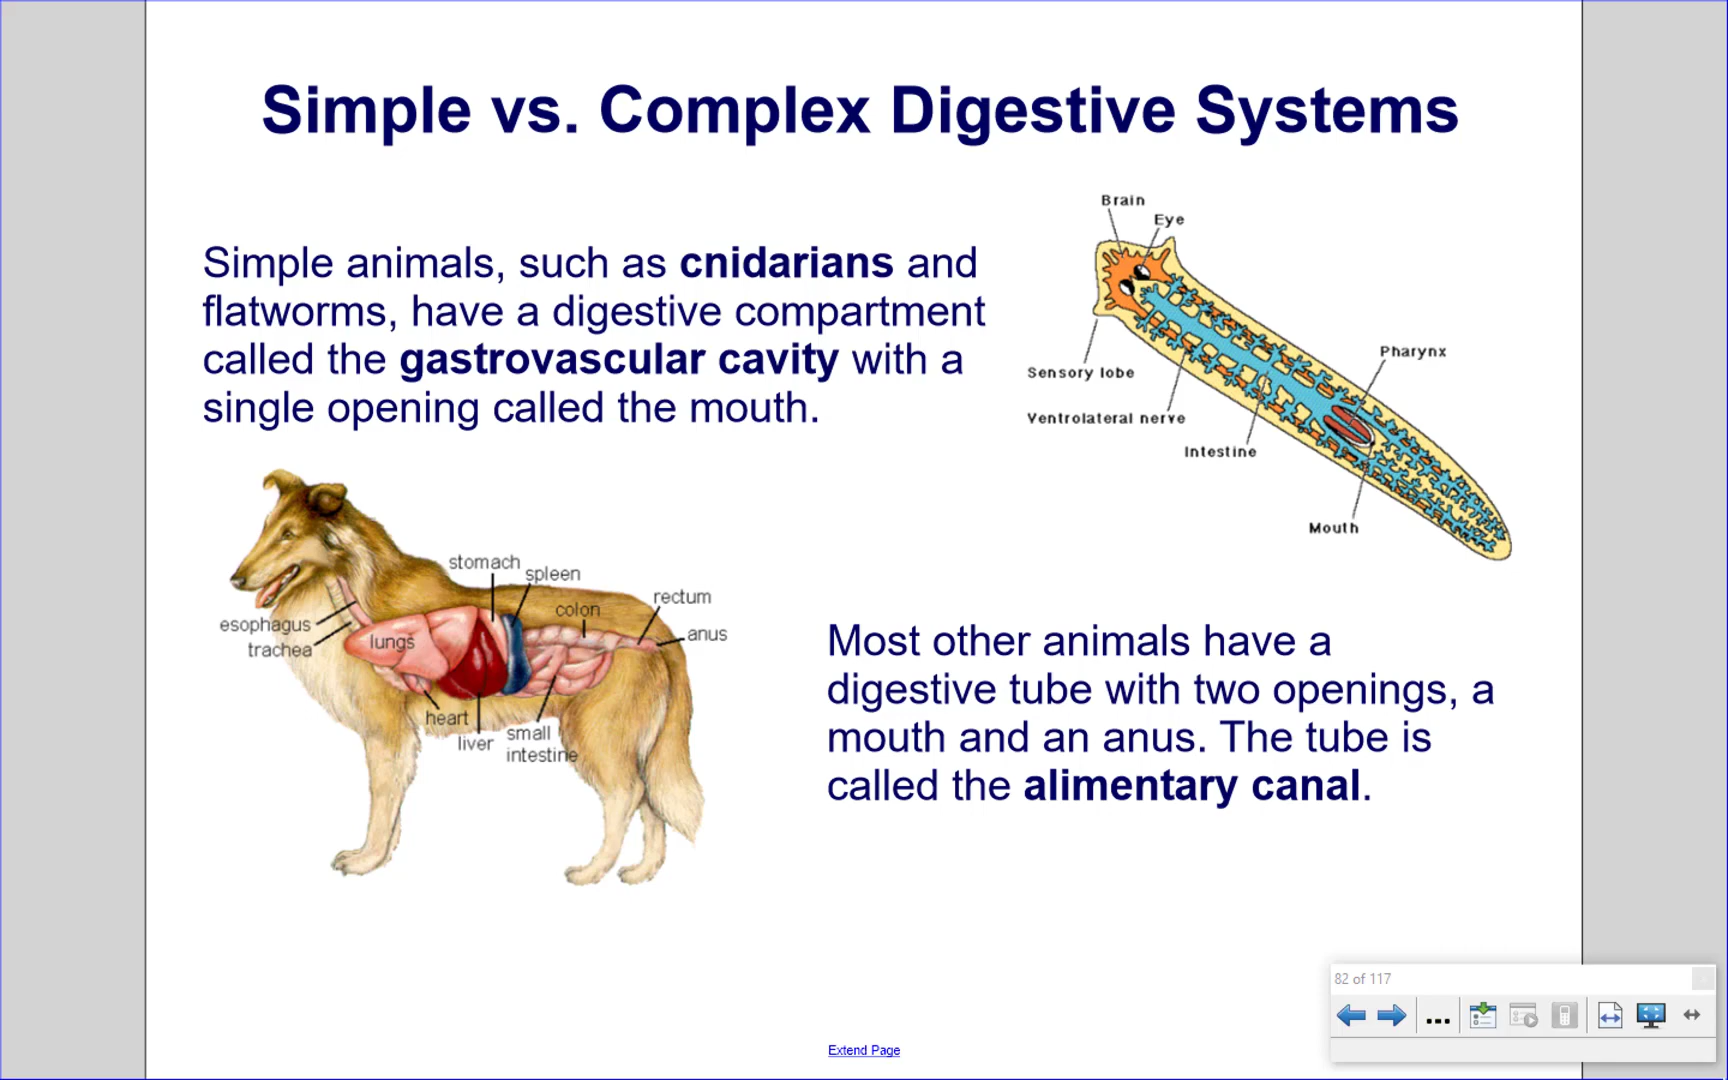 Simple vs. Complex Digestive Systems
Simple animals, such as cnidarians and
flatworms, have a digestive compartment
called the gastrovascular cavity with a
single opening called the mouth.
Brain
Eye
Pharynx
Sensory lobe
Ventrolateral nerve
Intestine
Mouth
stomach
spleen
rectum
colon
esophagus
anus
lungs
trachea
heart
liver
small
intestine
Most other animals have a
digestive tube with two openings, a
mouth and an anus. The tube is
called the alimentary canal.
82 of 117
Extend Page